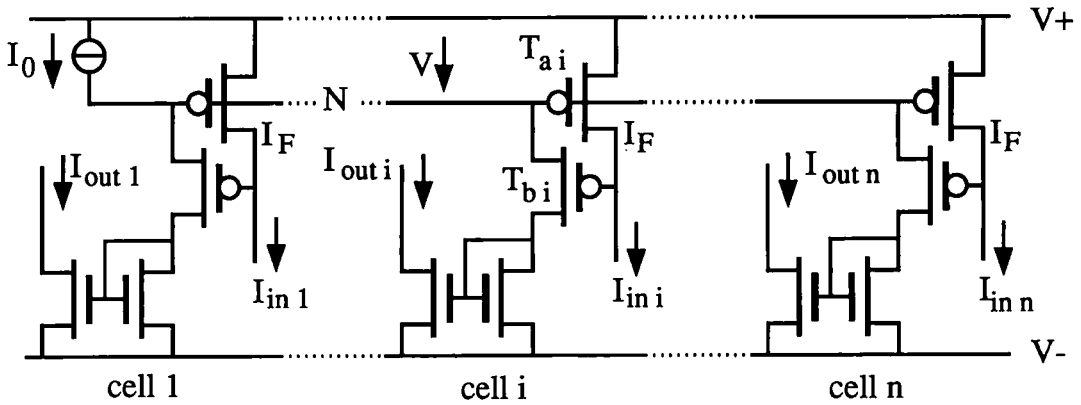 V+
I0
V
Ta i
N
IF
IF
IF
Iout 1
Iout i
Tb i
Iout n
Iin 1
Iin i
Iin n
V-
cell 1
cell i
cell n